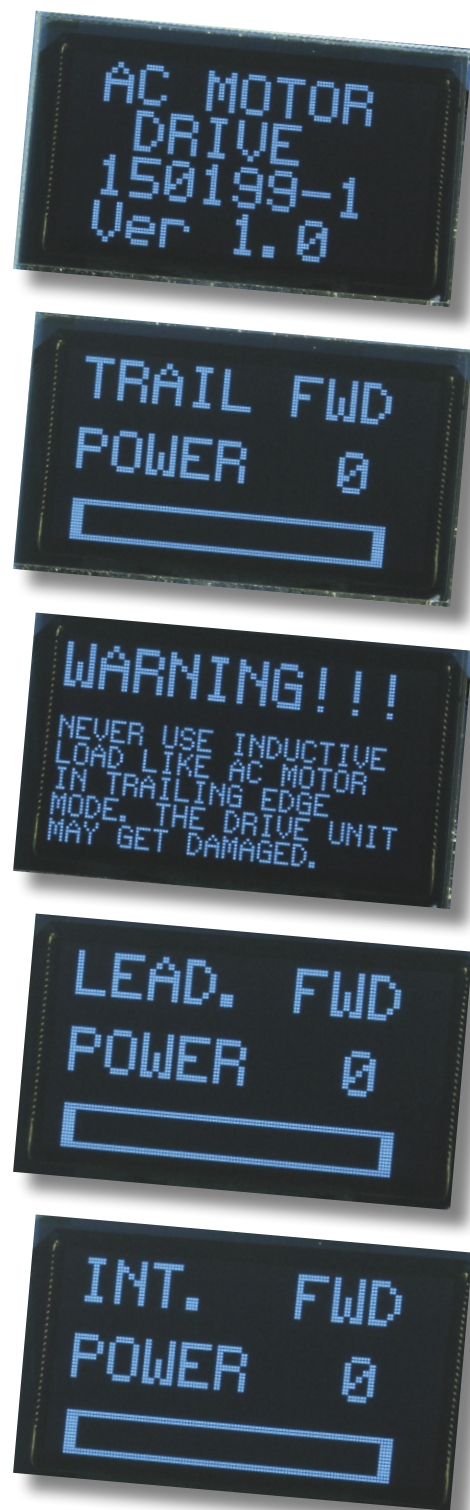 AC MOTOR
DRIVE
150199-1
Ver 1.0
TRAIL FWD
POWER 0
WARNING!!!
NEVER USE INDUCTIVE
LOAD LIKE AC MOTOR
IN TRAILING EDGE
MODE. THE DRIVE UNIT
MAY GET DAMAGED.
LEAD. FWD
POWER 0
INT. FWD
POWER 0